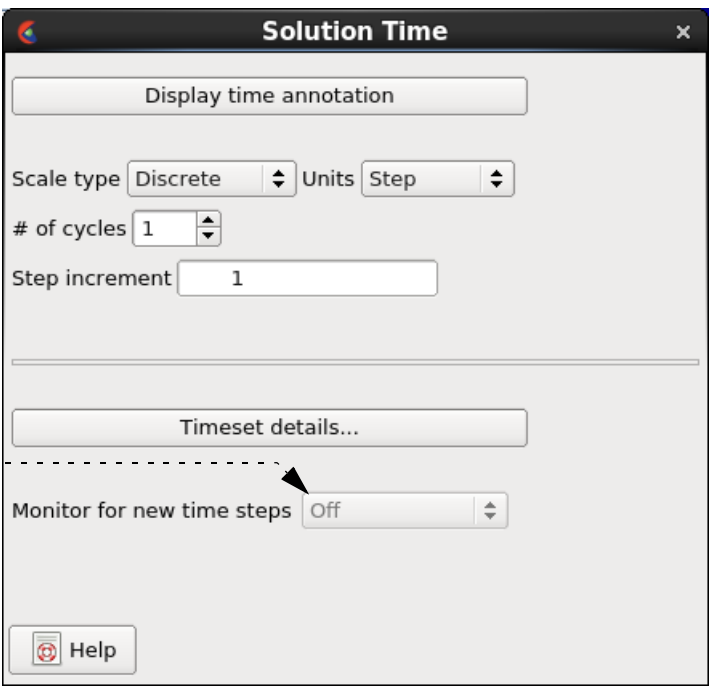 Solution Time
Display time annotation
Scale type Discrete Units Step
# of cycles 1
Step increment 1
Timeset details...
Monitor for new time steps Off
Help